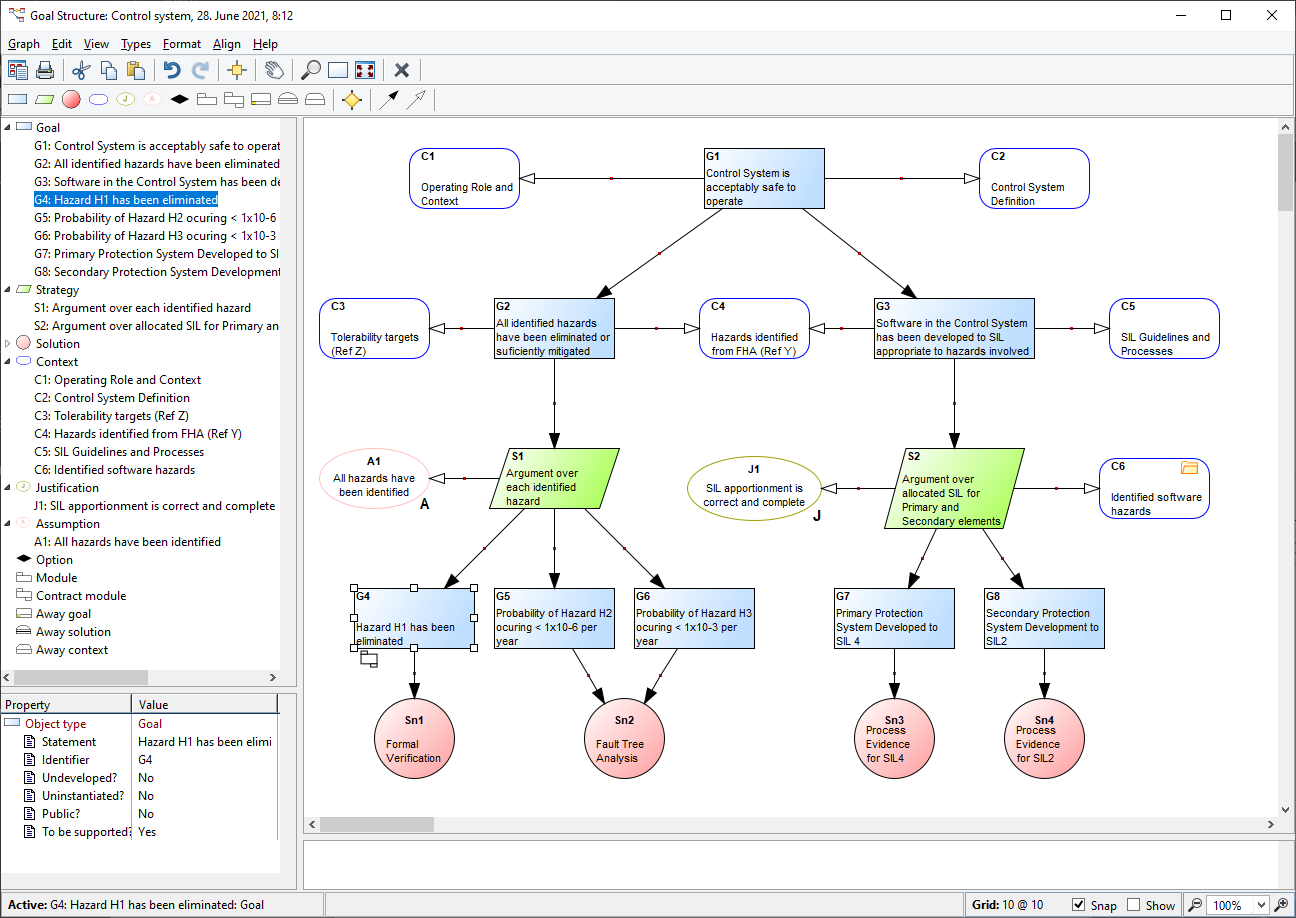 Goal Structure: Control system, 28. June 2021, 8:12
Graph Edit View Types Format Align Help
J A
Goal
G1: Control System is acceptably safe to operat
G2: All identified hazards have been eliminated
G3: Software in the Control System has been de
G4: Hazard H1 has been eliminated
G5: Probability of Hazard H2 ocuring < 1x10-6
G6: Probability of Hazard H3 ocuring < 1x10-3
G7: Primary Protection System Developed to SI
G8: Secondary Protection System Development
Strategy
S1: Argument over each identified hazard
S2: Argument over allocated SIL for Primary an
Solution
Context
C1: Operating Role and Context
C2: Control System Definition
C3: Tolerability targets (Ref Z)
C4: Hazards identified from FHA (Ref Y)
C5: SIL Guidelines and Processes
C6: Identified software hazards
J Justification
J1: SIL apportionment is correct and complete
A Assumption
A1: All hazards have been identified
Option
Module
Contract module
Away goal
Away solution
Away context
Property Value
Object type Goal
Statement Hazard H1 has been elimi
Identifier G4
Undeveloped? No
Uninstantiated? No
Public? No
To be supported? Yes
C1
Operating Role and
Context
G1
Control System is
acceptably safe to
operate
C2
Control System
Definition
C3
Tolerability targets
(Ref Z)
G2
All identified hazards
have been eliminated or
suficiently mitigated
C4
Hazards identified
from FHA (Ref Y)
G3
Software in the Control System
has been developed to SIL
appropriate to hazards involved
C5
SIL Guidelines and
Processes
A1
All hazards have
been identified
A
S1
Argument over
each identified
hazard
J1
SIL apportionment is
correct and complete
J
S2
Argument over
allocated SIL for
Primary and
Secondary elements
C6
Identified software
hazards
G4
Hazard H1 has been
eliminated
G5
Probability of Hazard H2
ocuring < 1x10-6 per
year
G6
Probability of Hazard H3
ocuring < 1x10-3 per
year
G7
Primary Protection
System Developed to
SIL 4
G8
Secondary Protection
System Development to
SIL2
Sn1
Formal
Verification
Sn2
Fault Tree
Analysis
Sn3
Process
Evidence
for SIL4
Sn4
Process
Evidence
for SIL2
Active: G4: Hazard H1 has been eliminated: Goal
Grid: 10 @ 10 Snap Show 100%